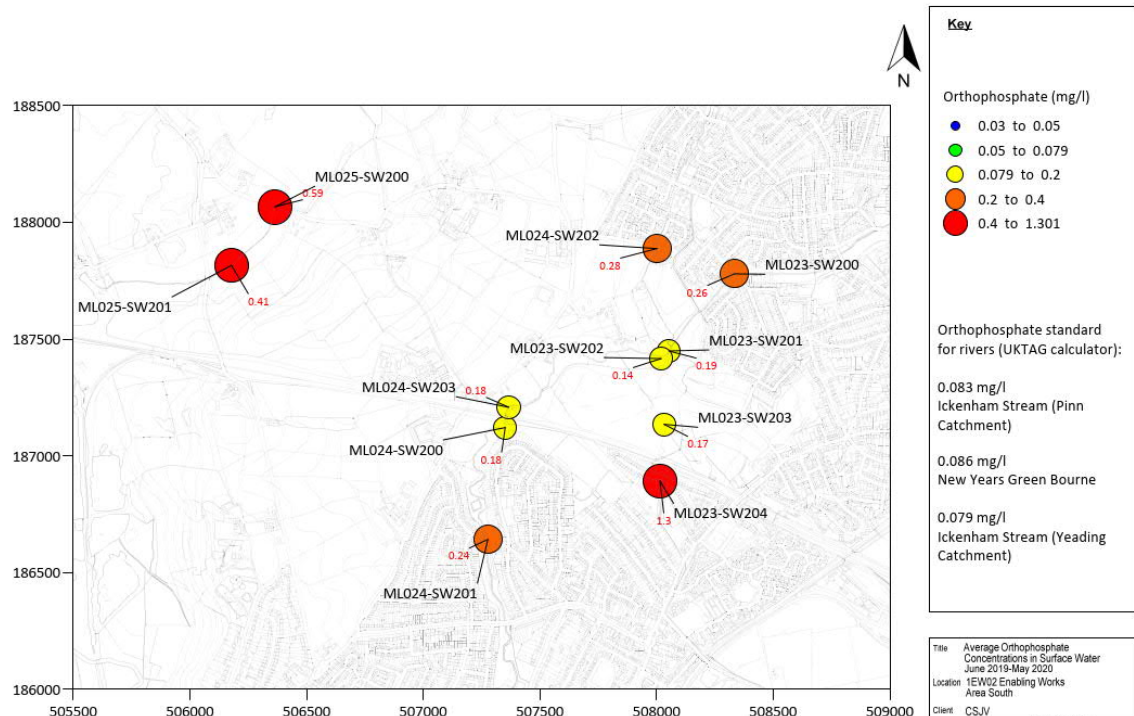 188500
188000
187500
187000
186500
186000
505500
506000
506500
507000
507500
508000
508500
509000
N
ML025-SW200
0.59
ML025-SW201
0.41
ML024-SW202
0.28
ML023-SW200
0.26
ML023-SW201
0.19
ML023-SW202
0.14
ML024-SW203
0.18
ML024-SW200
0.18
ML023-SW203
0.17
ML023-SW204
1.3
ML024-SW201
0.24
Key
Orthophosphate (mg/l)
0.03 to 0.05
0.05 to 0.079
0.079 to 0.2
0.2 to 0.4
0.4 to 1.301
Orthophosphate standard
for rivers (UKTAG calculator):
0.083 mg/l
Ickenham Stream (Pinn
Catchment)
0.086 mg/l
New Years Green Bourne
0.079 mg/l
Ickenham Stream (Yeading
Catchment)
Title Average Orthophosphate
Concentrations in Surface Water
June 2019-May 2020
Location 1EW02 Enabling Works
Area South
Client CSJV